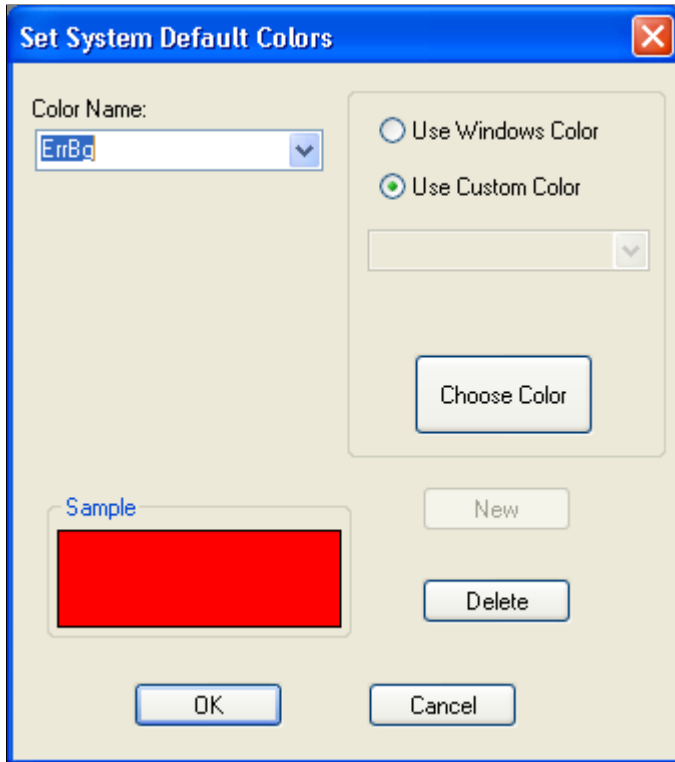 Set System Default Colors
Color Name:
ErrBg
Use Windows Color
Use Custom Color
Choose Color
Sample
New
Delete
OK
Cancel